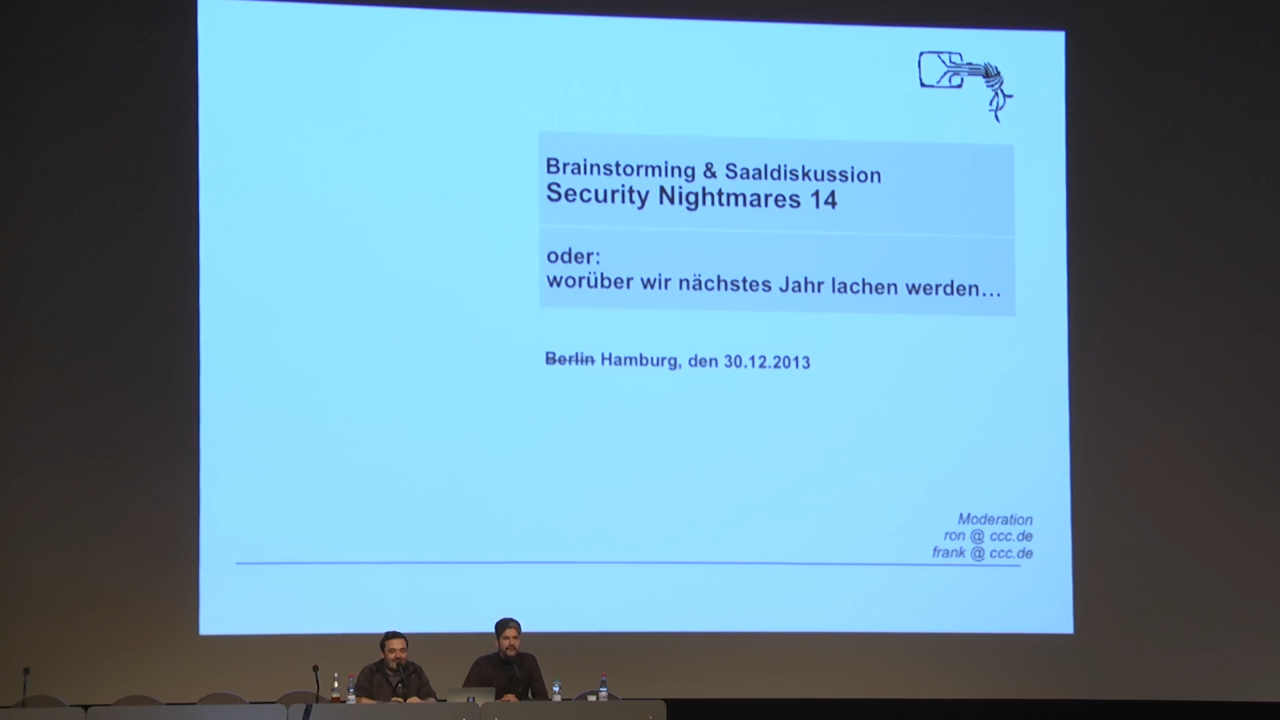 Brainstorming & Saaldiskussion
Security Nightmares 14
oder:
worüber wir nächstes Jahr lachen werden…
Berlin Hamburg, den 30.12.2013
Moderation
ron @ ccc.de
frank @ ccc.de